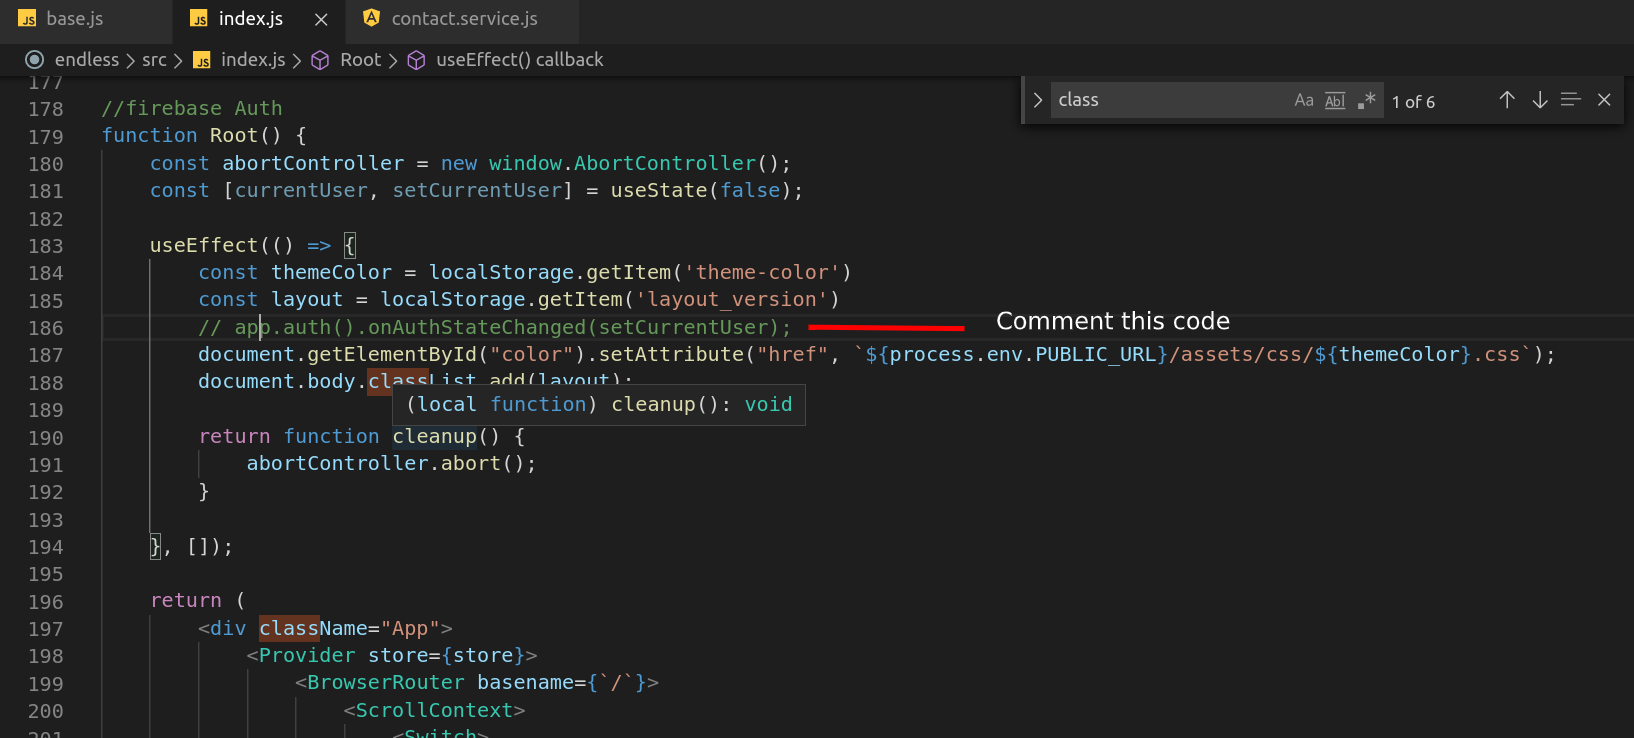 JS base.js JS index.js contact.service.js
endless > src > JS index.js > Root > useEffect() callback
177
class Aa Abl .* 1 of 6
178 //firebase Auth
179 function Root() {
180 const abortController = new window.AbortController();
181 const [currentUser, setCurrentUser] = useState(false);
182
183 useEffect(() => {
184 const themeColor = localStorage.getItem('theme-color')
185 const layout = localStorage.getItem('layout_version')
186 // app.auth().onAuthStateChanged(setCurrentUser); Comment this code
187 document.getElementById("color").setAttribute("href", `${process.env.PUBLIC_URL}/assets/css/${themeColor}.css`);
188 document.body.classList.add(layout);
(local function) cleanup(): void
189
190 return function cleanup() {
191 abortController.abort();
192 }
193
194 }, []);
195
196 return (
197 <div className="App">
198 <Provider store={store}>
199 <BrowserRouter basename={`/`}>
200 <ScrollContext>
201 <Switch>